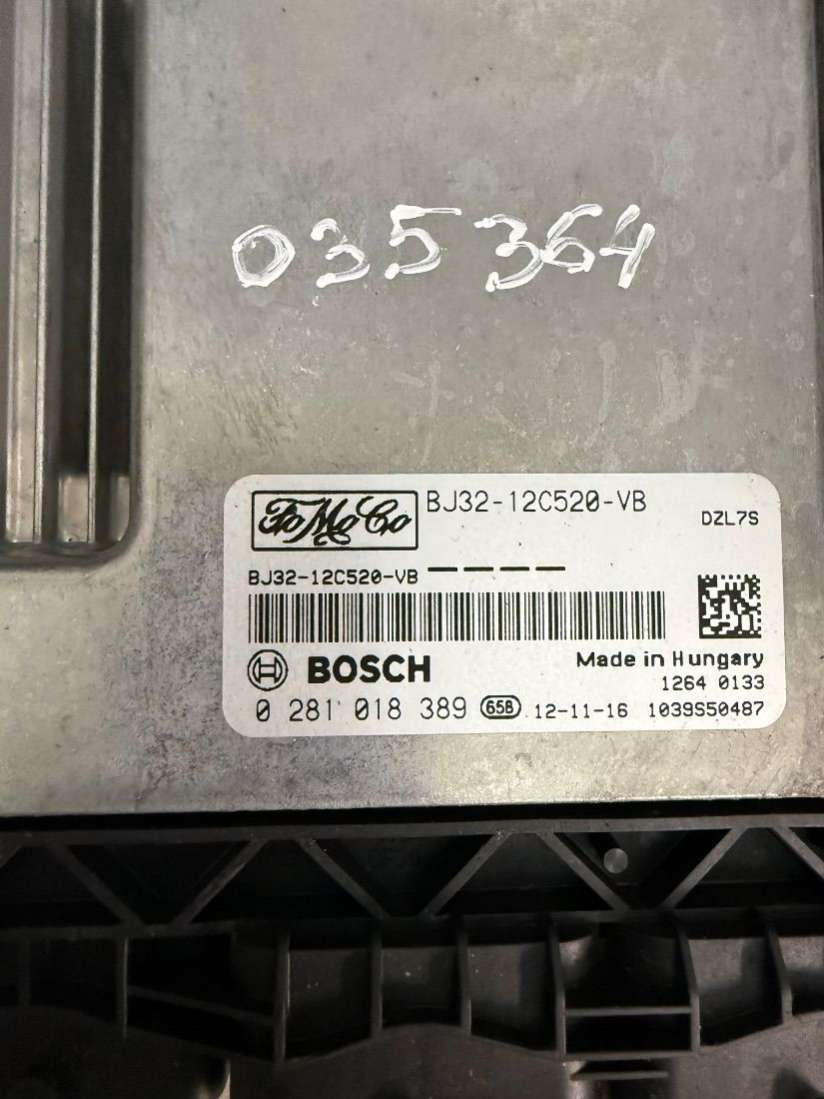 035364
FoMoCo
BJ32-12C520-VB
DZL7S
BJ32-12C520-VB ————
BOSCH
Made in Hungary
1264 0133
0 281 018 389 65B 12-11-16 1039S50487